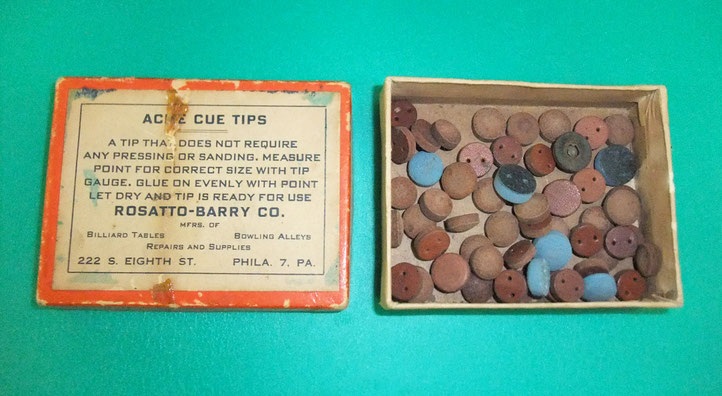 ACME CUE TIPS
A TIP THAT DOES NOT REQUIRE
ANY PRESSING OR SANDING. MEASURE
POINT FOR CORRECT SIZE WITH TIP
GAUGE. GLUE ON EVENLY WITH POINT
LET DRY AND TIP IS READY FOR USE
ROSATTO-BARRY CO.
MFRS. OF
BILLIARD TABLES BOWLING ALLEYS
REPAIRS AND SUPPLIES
222 S. EIGHTH ST. PHILA. 7, PA.